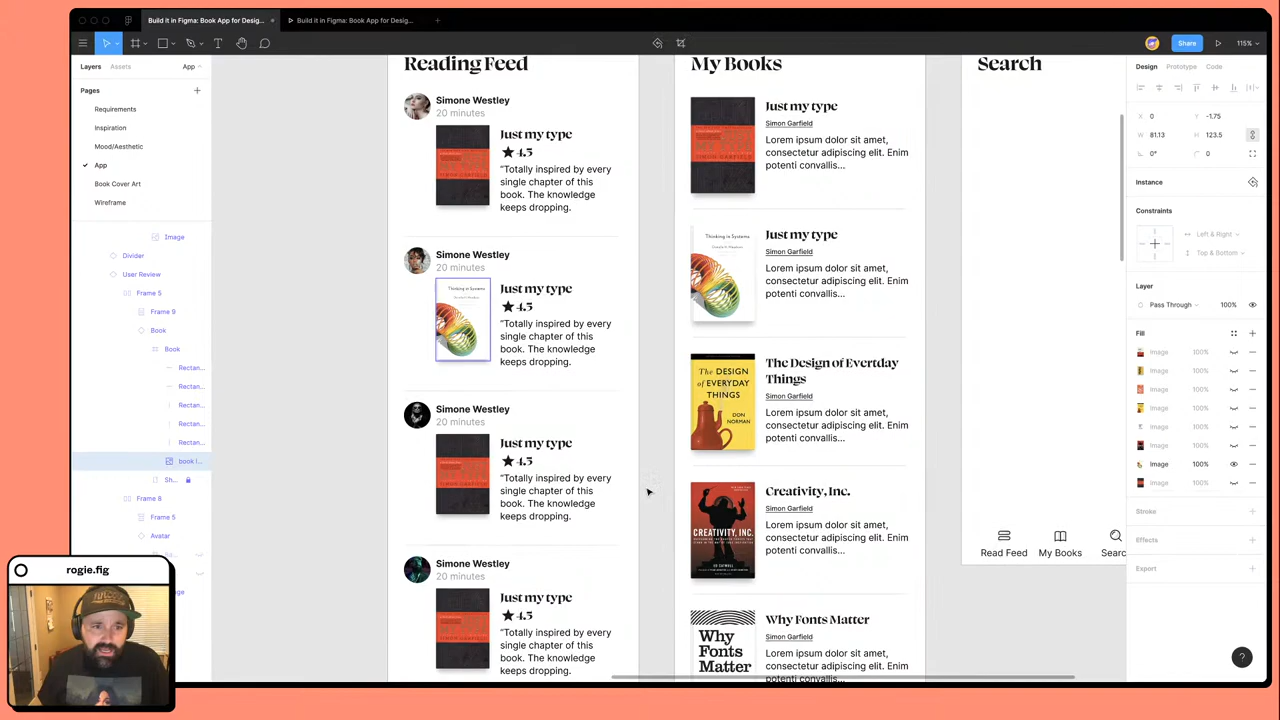 Build it in Figma: Book App for Desig...
Build it in Figma: Book App for Desig...
Share
115%
Layers
Assets
App
Pages
Requirements
Inspiration
Mood/Aesthetic
App
Book Cover Art
Wireframe
Image
Divider
User Review
Frame 5
Frame 9
Book
Book
Rectan...
Rectan...
Rectan...
Rectan...
Rectan...
book i...
Sh...
Frame 8
Frame 5
Avatar
rogie.fig
Reading Feed
Simone Westley
20 minutes
Just my type
4.5
"Totally inspired by every
single chapter of this
book. The knowledge
keeps dropping.
Simone Westley
20 minutes
Thinking in Systems
Just my type
4.5
"Totally inspired by every
single chapter of this
book. The knowledge
keeps dropping.
Simone Westley
20 minutes
Just my type
4.5
"Totally inspired by every
single chapter of this
book. The knowledge
keeps dropping.
Simone Westley
20 minutes
Just my type
4.5
"Totally inspired by every
single chapter of this
book. The knowledge
keeps dropping.
My Books
Just my type
Simon Garfield
Lorem ipsum dolor sit amet,
consectetur adipiscing elit. Enim
potenti convallis...
Thinking in Systems
Just my type
Simon Garfield
Lorem ipsum dolor sit amet,
consectetur adipiscing elit. Enim
potenti convallis...
The DESIGN
of EVERYDAY
THINGS
DON
NORMAN
The Design of Everyday
Things
Simon Garfield
Lorem ipsum dolor sit amet,
consectetur adipiscing elit. Enim
potenti convallis...
CREATIVITY, INC.
ED CATMULL
Creativity, Inc.
Simon Garfield
Lorem ipsum dolor sit amet,
consectetur adipiscing elit. Enim
potenti convallis...
Why
Fonts
Matter
Why Fonts Matter
Simon Garfield
Lorem ipsum dolor sit amet,
consectetur adipiscing elit. Enim
potenti convallis...
Search
Read Feed
My Books
Searc
Design
Prototype
Code
X 0
Y -1.75
W 81.13
H 123.5
0°
0
Instance
Constraints
Left & Right
Top & Bottom
Layer
Pass Through
100%
Fill
Image 100%
Image 100%
Image 100%
Image 100%
Image 100%
Image 100%
Image 100%
Image 100%
Stroke
Effects
Export
?